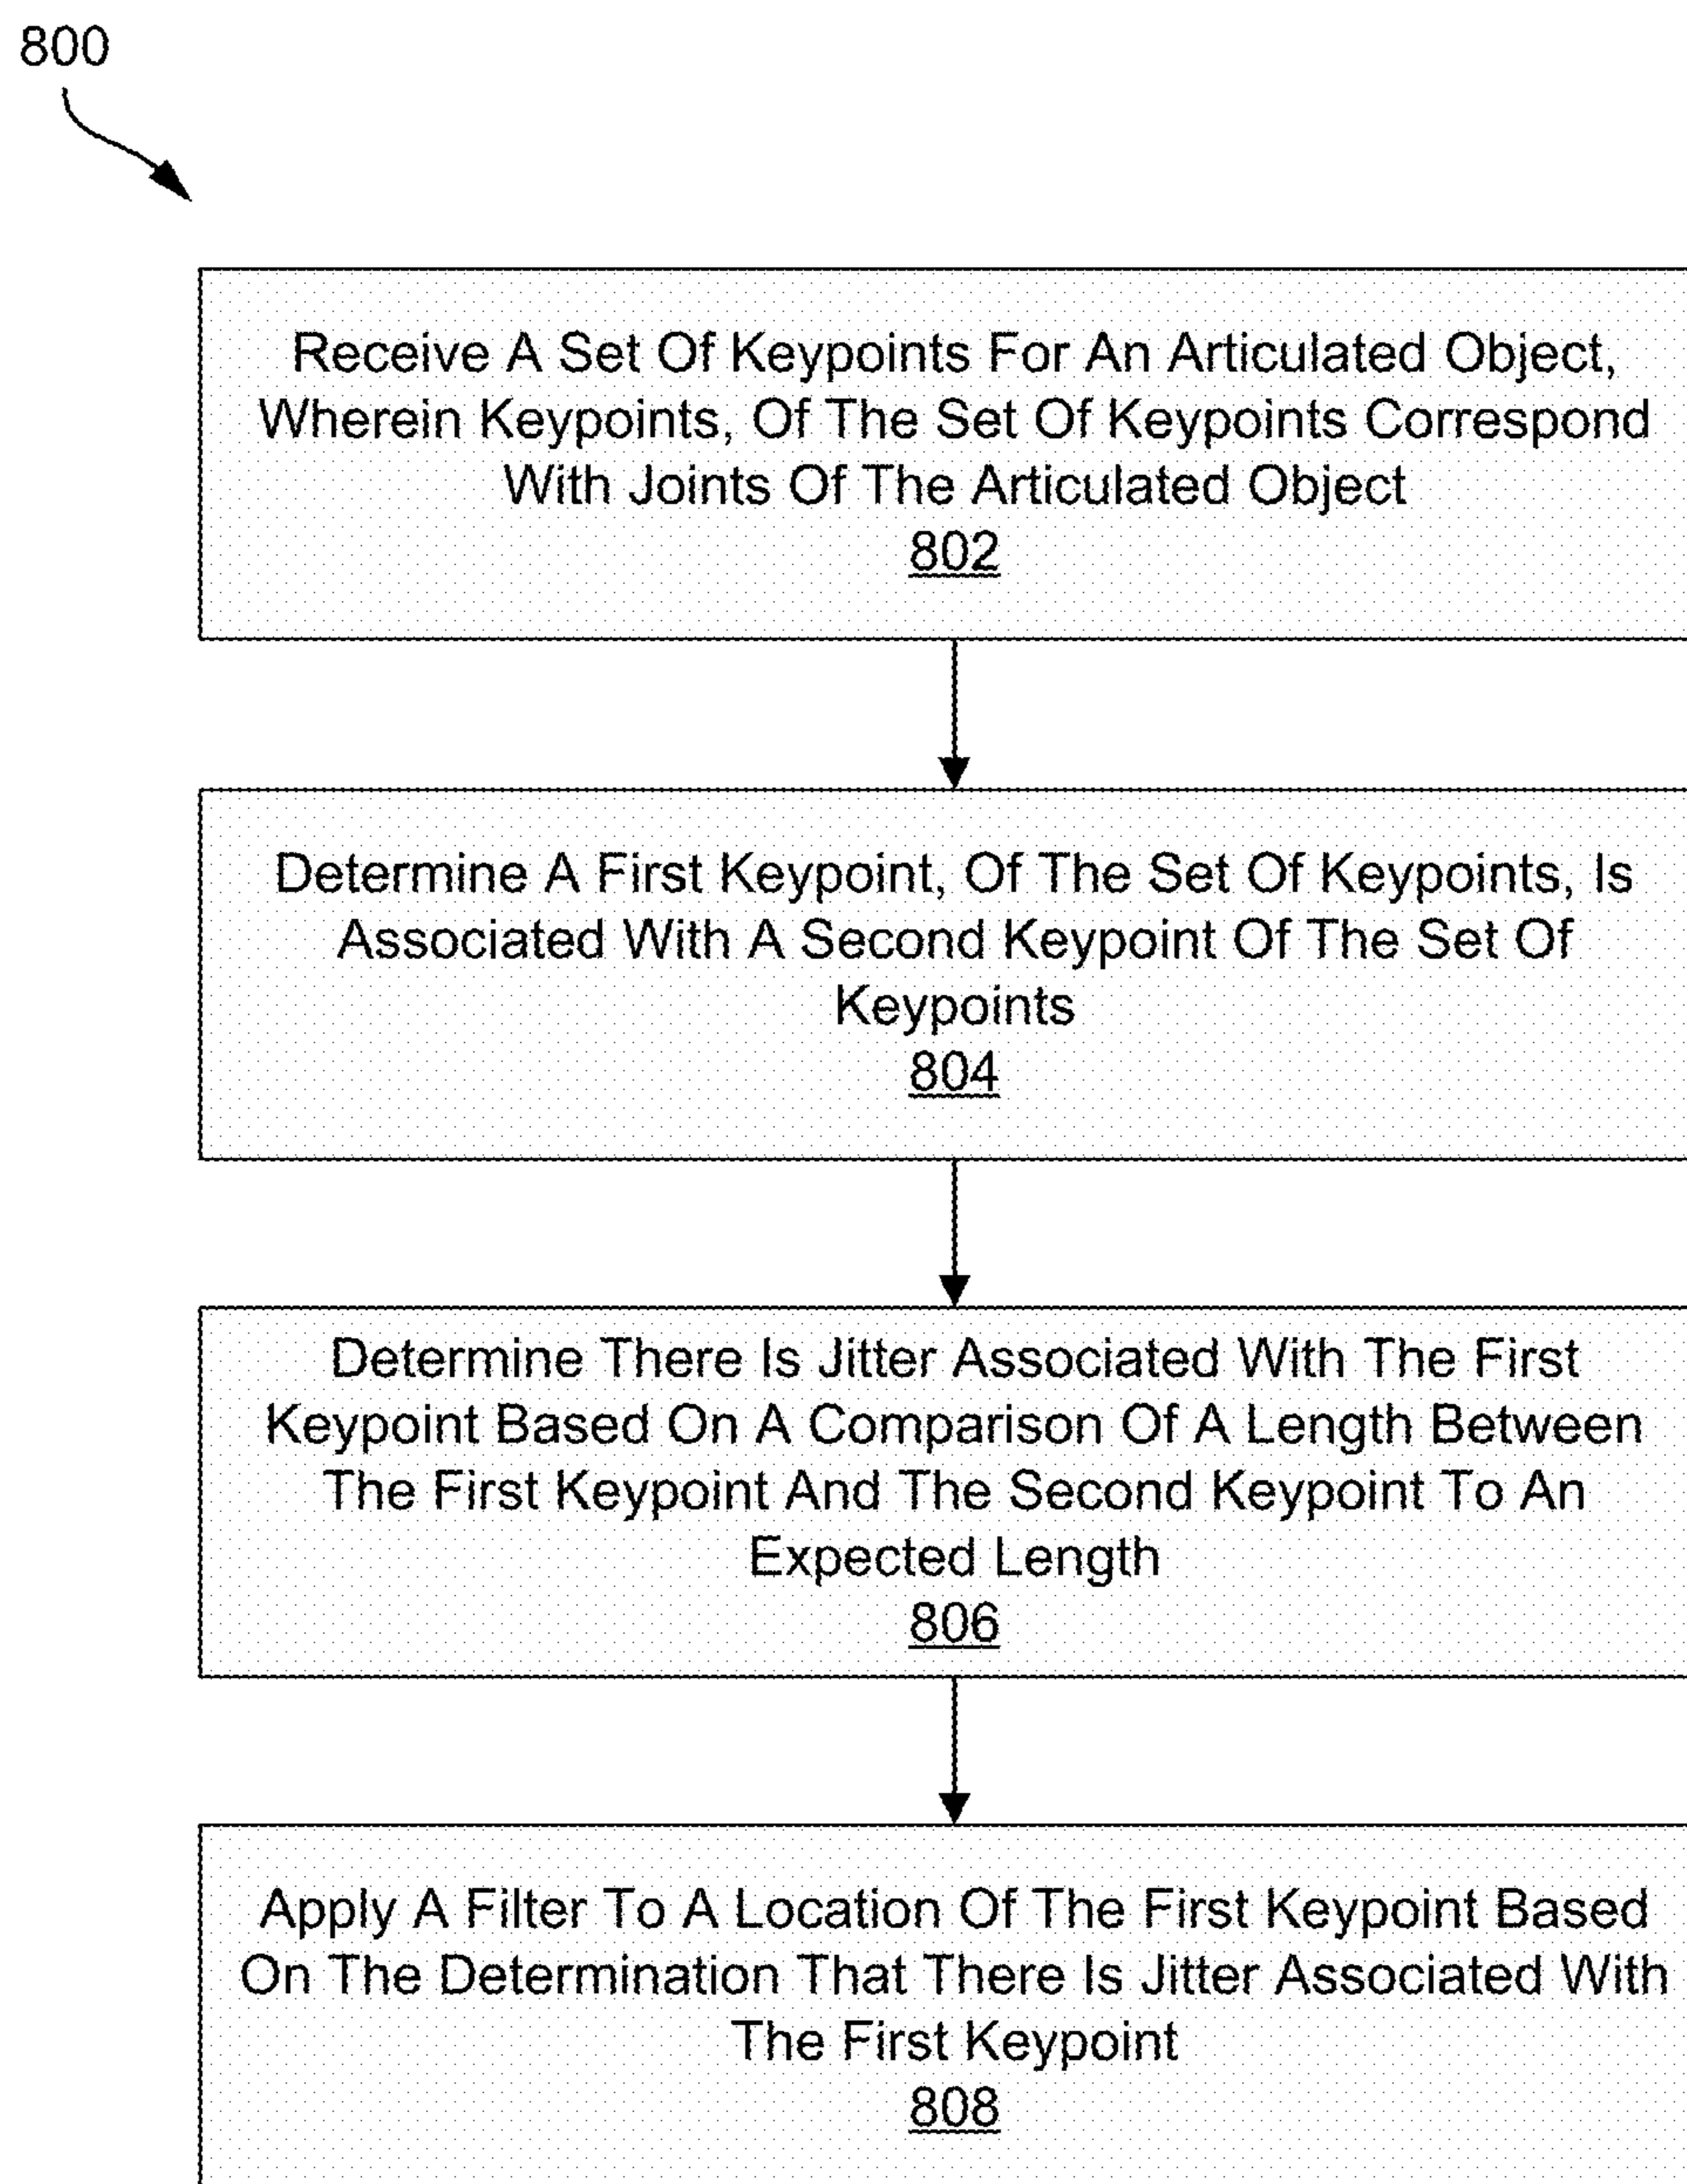 800
Receive A Set Of Keypoints For An Articulated Object,
Wherein Keypoints, Of The Set Of Keypoints Correspond
With Joints Of The Articulated Object
802
Determine A First Keypoint, Of The Set Of Keypoints, Is
Associated With A Second Keypoint Of The Set Of
Keypoints
804
Determine There Is Jitter Associated With The First
Keypoint Based On A Comparison Of A Length Between
The First Keypoint And The Second Keypoint To An
Expected Length
806
Apply A Filter To A Location Of The First Keypoint Based
On The Determination That There Is Jitter Associated With
The First Keypoint
808